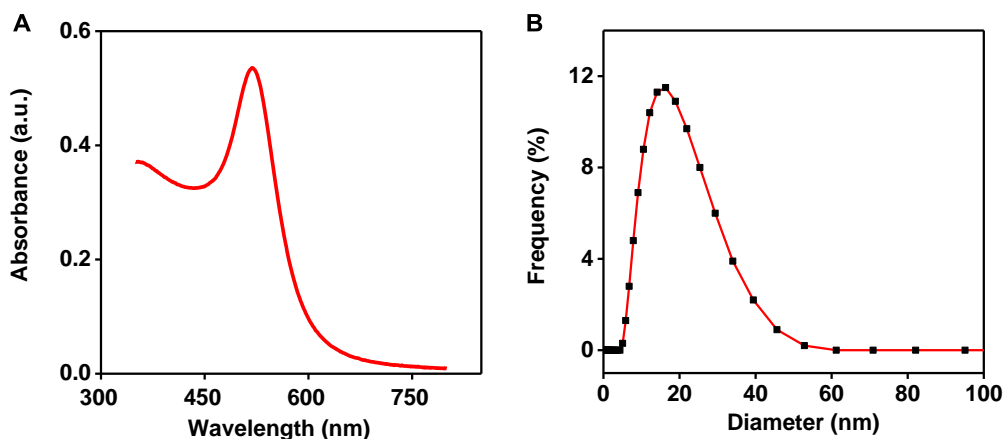 A
0.6
0.4
0.2
0.0
Absorbance (a.u.)
300 450 600 750
Wavelength (nm)
B
12
8
4
0
Frequency (%)
0 20 40 60 80 100
Diameter (nm)